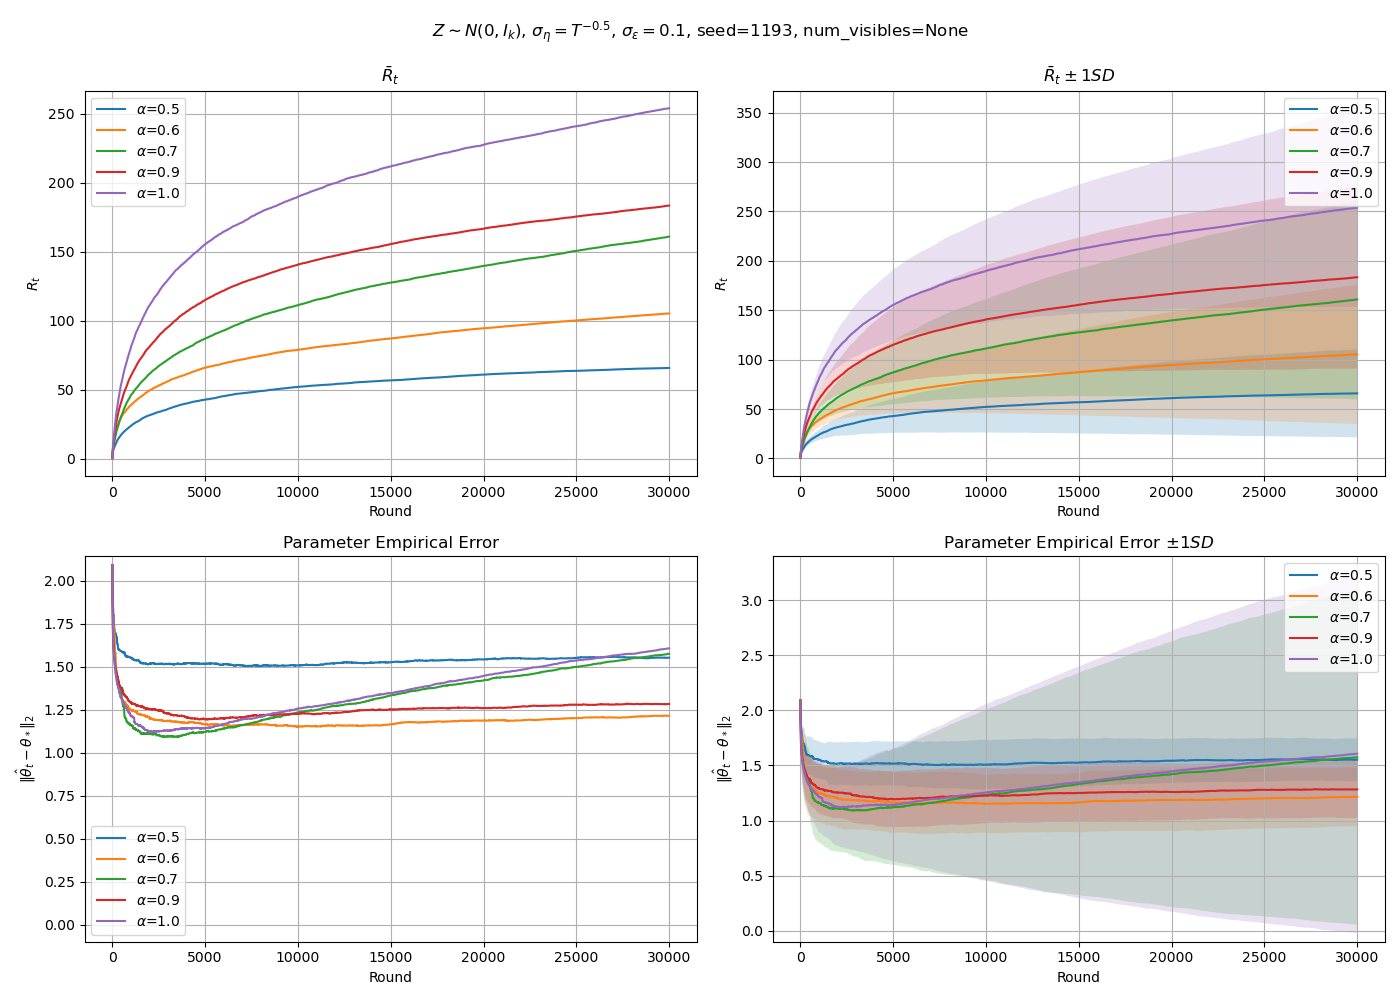 Z ∼ N(0, I_k), σ_η = T^{−0.5}, σ_ε = 0.1, seed=1193, num_visibles=None
R̄_t
R_t
250
200
150
100
50
0
α=0.5
α=0.6
α=0.7
α=0.9
α=1.0
0 5000 10000 15000 20000 25000 30000
Round
R̄_t ± 1SD
R_t
350
300
250
200
150
100
50
0
α=0.5
α=0.6
α=0.7
α=0.9
α=1.0
0 5000 10000 15000 20000 25000 30000
Round
Parameter Empirical Error
‖θ̂_t − θ_*‖_2
2.00
1.75
1.50
1.25
1.00
0.75
0.50
0.25
0.00
α=0.5
α=0.6
α=0.7
α=0.9
α=1.0
0 5000 10000 15000 20000 25000 30000
Round
Parameter Empirical Error ±1SD
‖θ̂_t − θ_*‖_2
3.0
2.5
2.0
1.5
1.0
0.5
0.0
α=0.5
α=0.6
α=0.7
α=0.9
α=1.0
0 5000 10000 15000 20000 25000 30000
Round